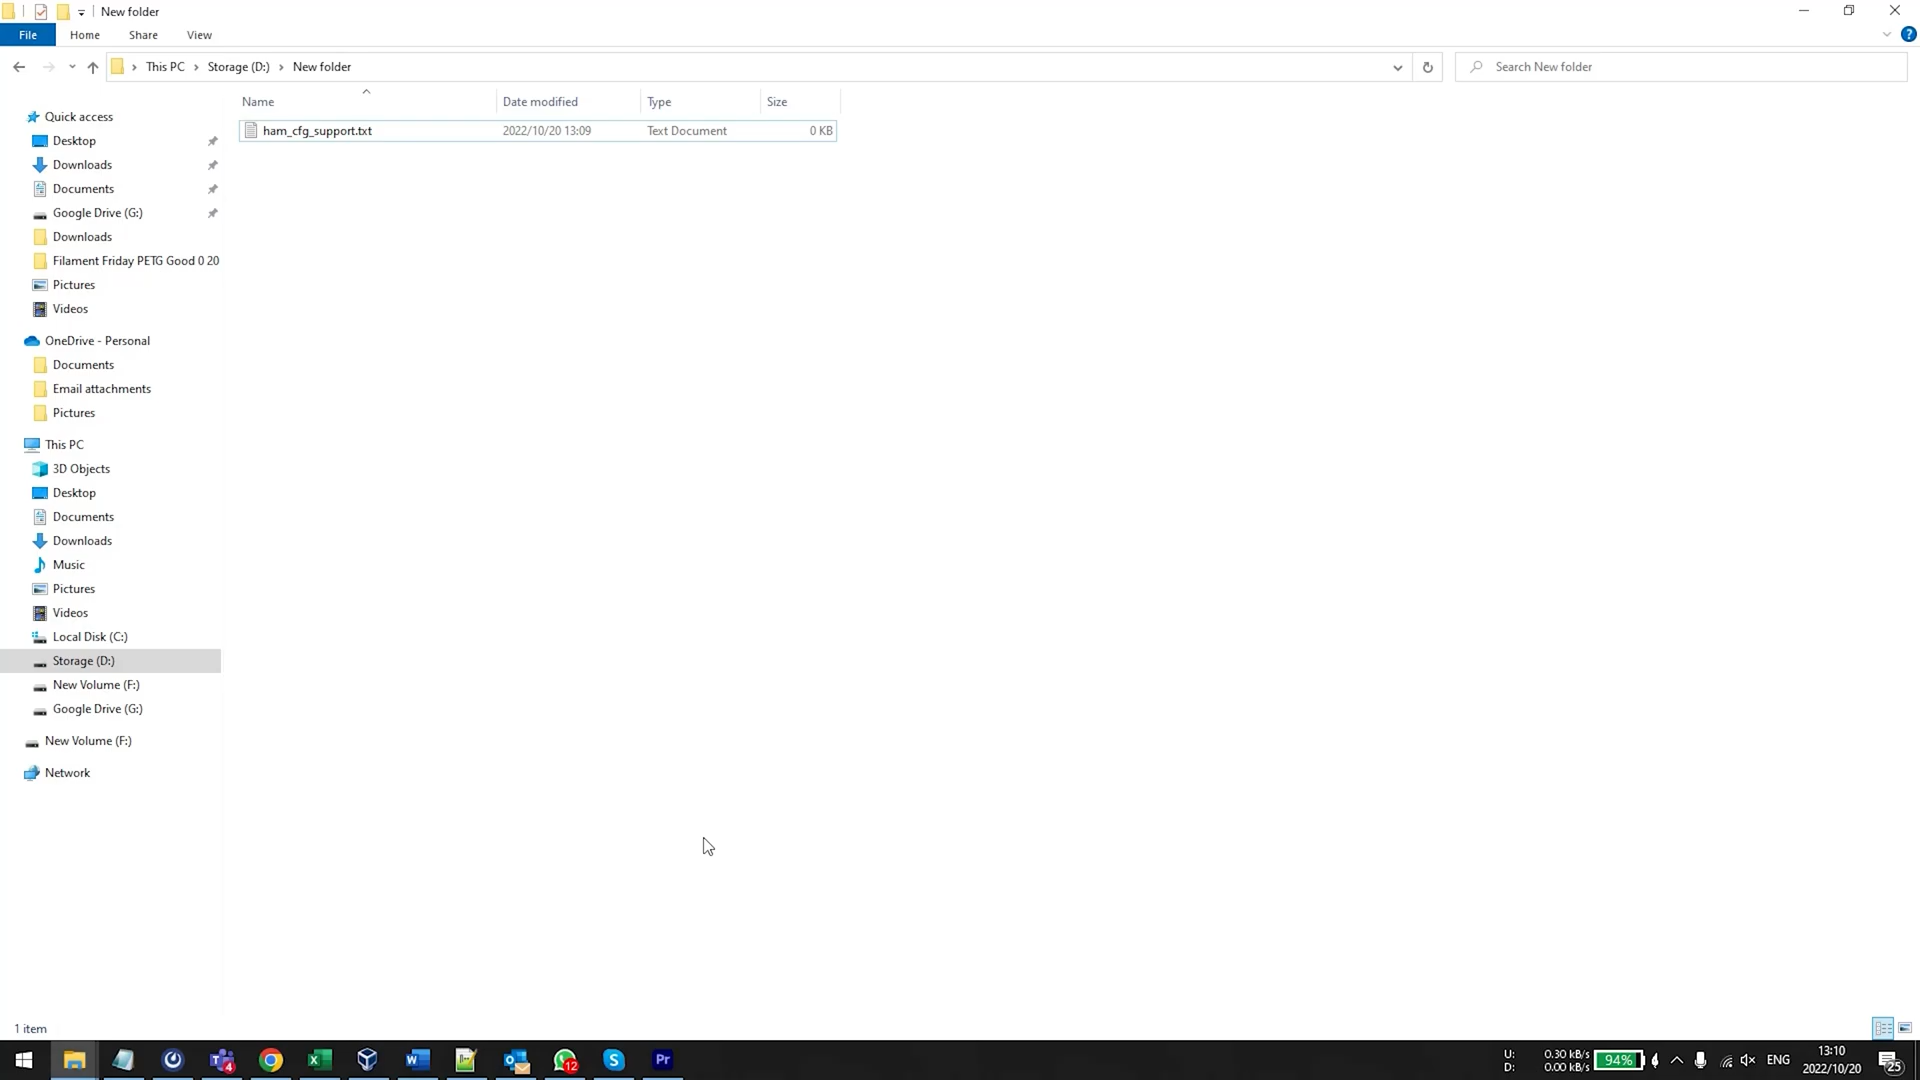 New folder
File Home Share View
This PC Storage (D:) New folder
Search New folder
Name Date modified Type Size
ham_cfg_support.txt 2022/10/20 13:09 Text Document 0 KB
Quick access
Desktop
Downloads
Documents
Google Drive (G:)
Downloads
Filament Friday PETG Good 0 20
Pictures
Videos
OneDrive - Personal
Documents
Email attachments
Pictures
This PC
3D Objects
Desktop
Documents
Downloads
Music
Pictures
Videos
Local Disk (C:)
Storage (D:)
New Volume (F:)
Google Drive (G:)
New Volume (F:)
Network
1 item
U: 0.30 kB/s
D: 0.00 kB/s
94%
ENG
13:10
2022/10/20
25
4
12
Pr